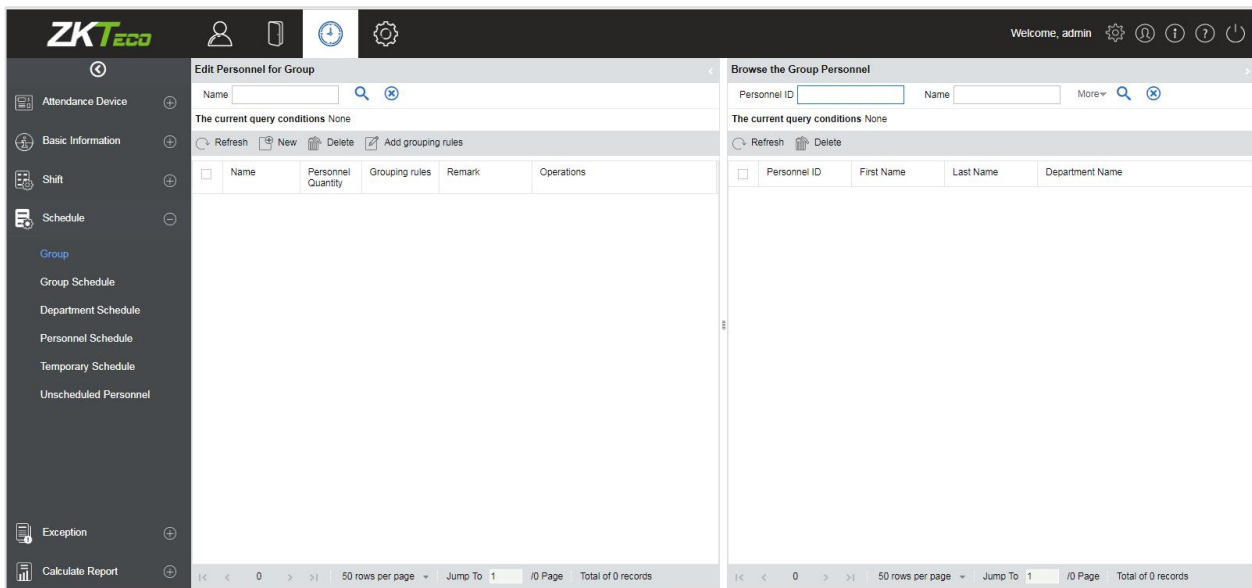 ZKTECO
Welcome, admin
Attendance Device
Basic Information
Shift
Schedule
Group
Group Schedule
Department Schedule
Personnel Schedule
Temporary Schedule
Unscheduled Personnel
Exception
Calculate Report
Edit Personnel for Group
Name
The current query conditions None
Refresh New Delete Add grouping rules
Name Personnel Quantity Grouping rules Remark Operations
0 50 rows per page Jump To 1 /0 Page Total of 0 records
Browse the Group Personnel
Personnel ID Name More
The current query conditions None
Refresh Delete
Personnel ID First Name Last Name Department Name
0 50 rows per page Jump To 1 /0 Page Total of 0 records